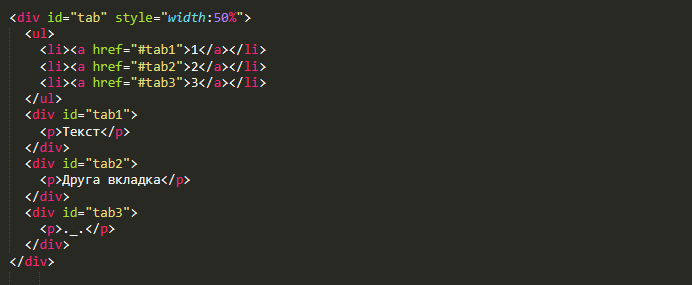 <div id="tab" style="width:50%">
<ul>
<li><a href="#tab1">1</a></li>
<li><a href="#tab2">2</a></li>
<li><a href="#tab3">3</a></li>
</ul>
<div id="tab1">
<p>Текст</p>
</div>
<div id="tab2">
<p>Друга вкладка</p>
</div>
<div id="tab3">
<p>._.</p>
</div>
</div>